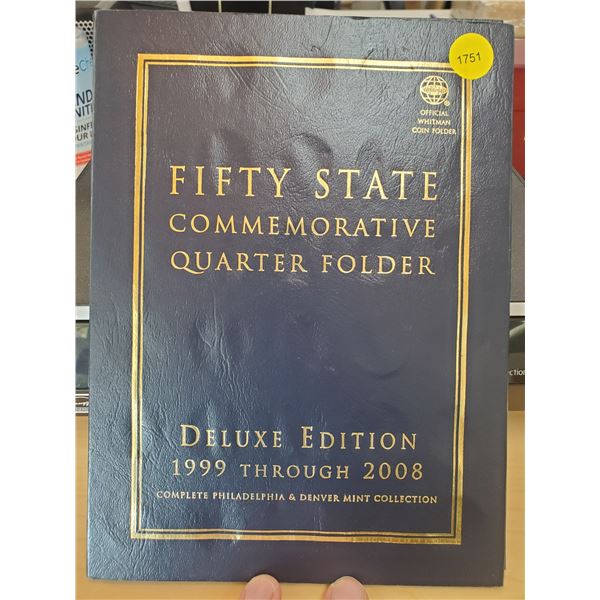 1751
OFFICIAL
WHITMAN
COIN FOLDER
FIFTY STATE
COMMEMORATIVE
QUARTER FOLDER
DELUXE EDITION
1999 THROUGH 2008
COMPLETE PHILADELPHIA & DENVER MINT COLLECTION